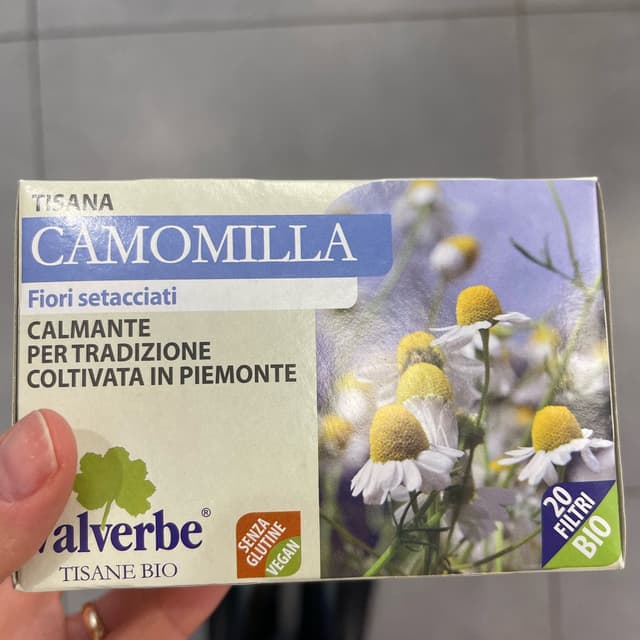 TISANA
CAMOMILLA
Fiori setacciati
CALMANTE
PER TRADIZIONE
COLTIVATA IN PIEMONTE
valverbe®
TISANE BIO
SENZA
GLUTINE
VEGAN
20
FILTRI
BIO